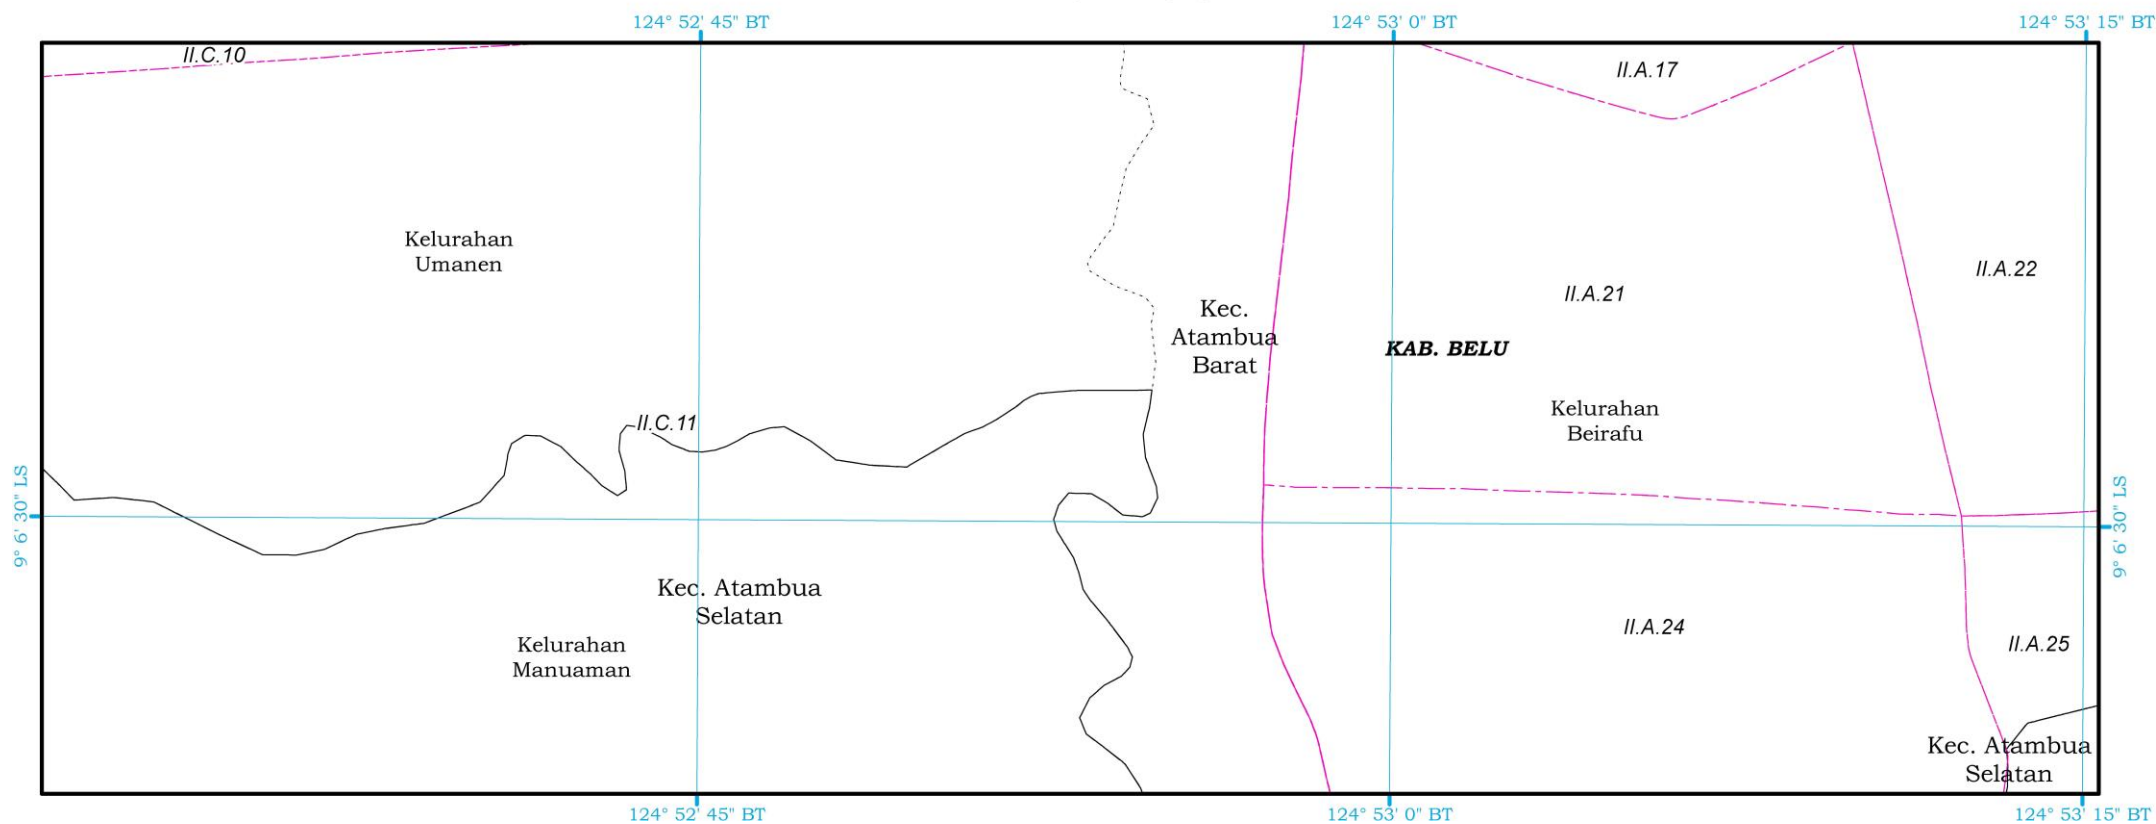 124° 52' 45" BT
124° 53' 0" BT
124° 53' 15" BT
II.C.10
II.A.17
Kelurahan
Umanen
II.A.22
II.A.21
Kec.
Atambua
Barat
KAB. BELU
Kelurahan
Beirafu
II.C.11
9° 6' 30" LS
9° 6' 30" LS
Kec. Atambua
Selatan
II.A.24
Kelurahan
Manuaman
II.A.25
Kec. Atambua
Selatan
124° 52' 45" BT
124° 53' 0" BT
124° 53' 15" BT